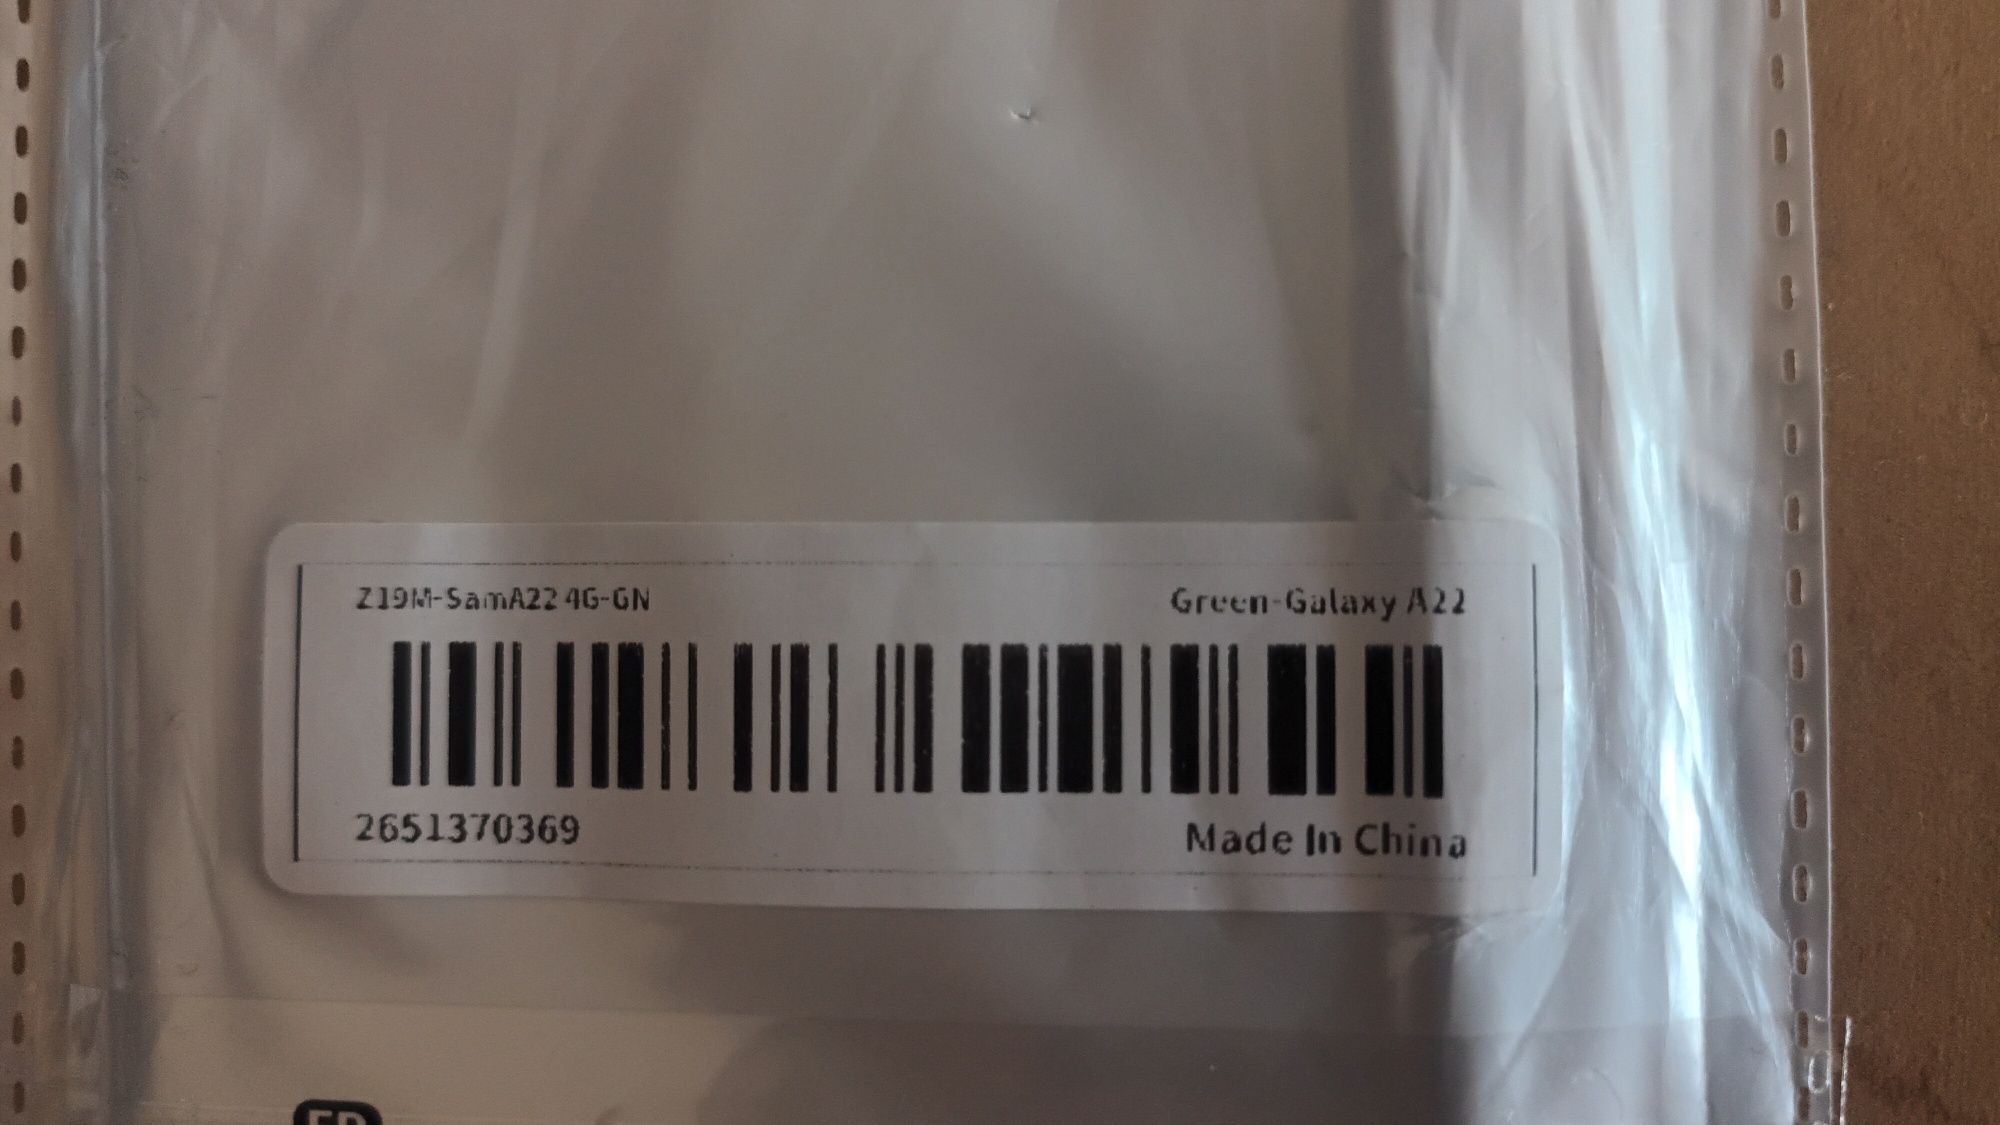 Z19M-SamA22 4G-GN
Green-Galaxy A22
2651370369
Made In China